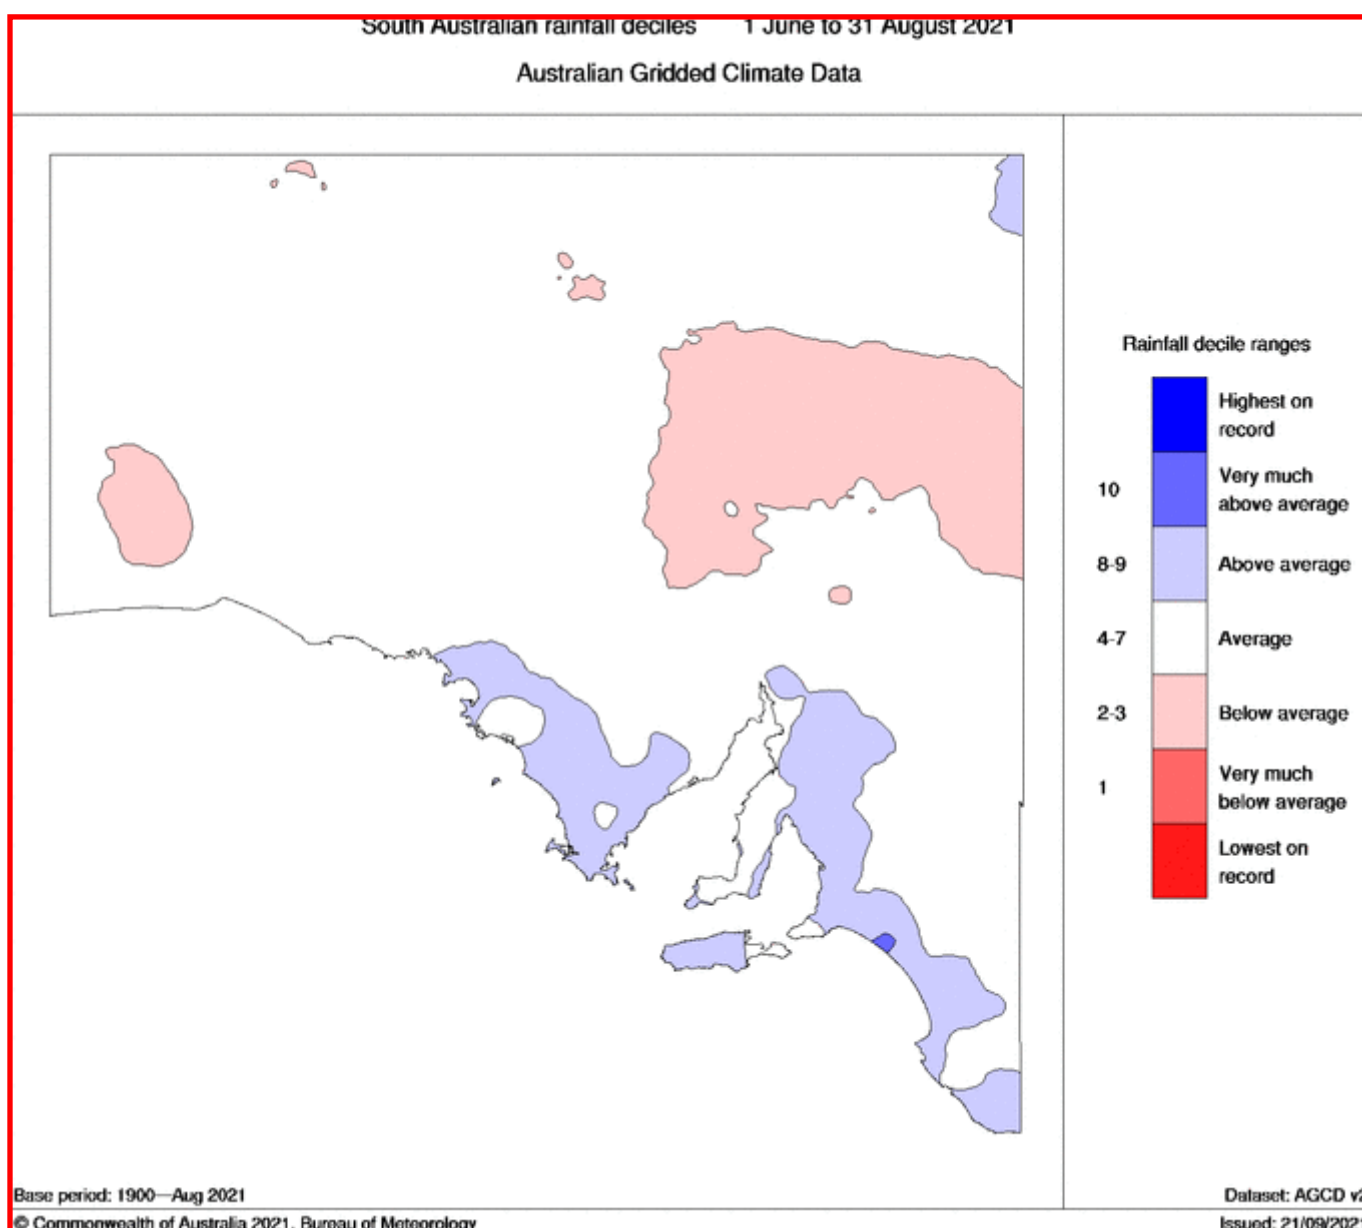 South Australian rainfall deciles 1 June to 31 August 2021
Australian Gridded Climate Data
Rainfall decile ranges
Highest on
record
10 Very much
above average
8-9 Above average
4-7 Average
2-3 Below average
1 Very much
below average
Lowest on
record
Base period: 1900—Aug 2021
Dataset: AGCD v2
© Commonwealth of Australia 2021, Bureau of Meteorology
Issued: 21/09/2021